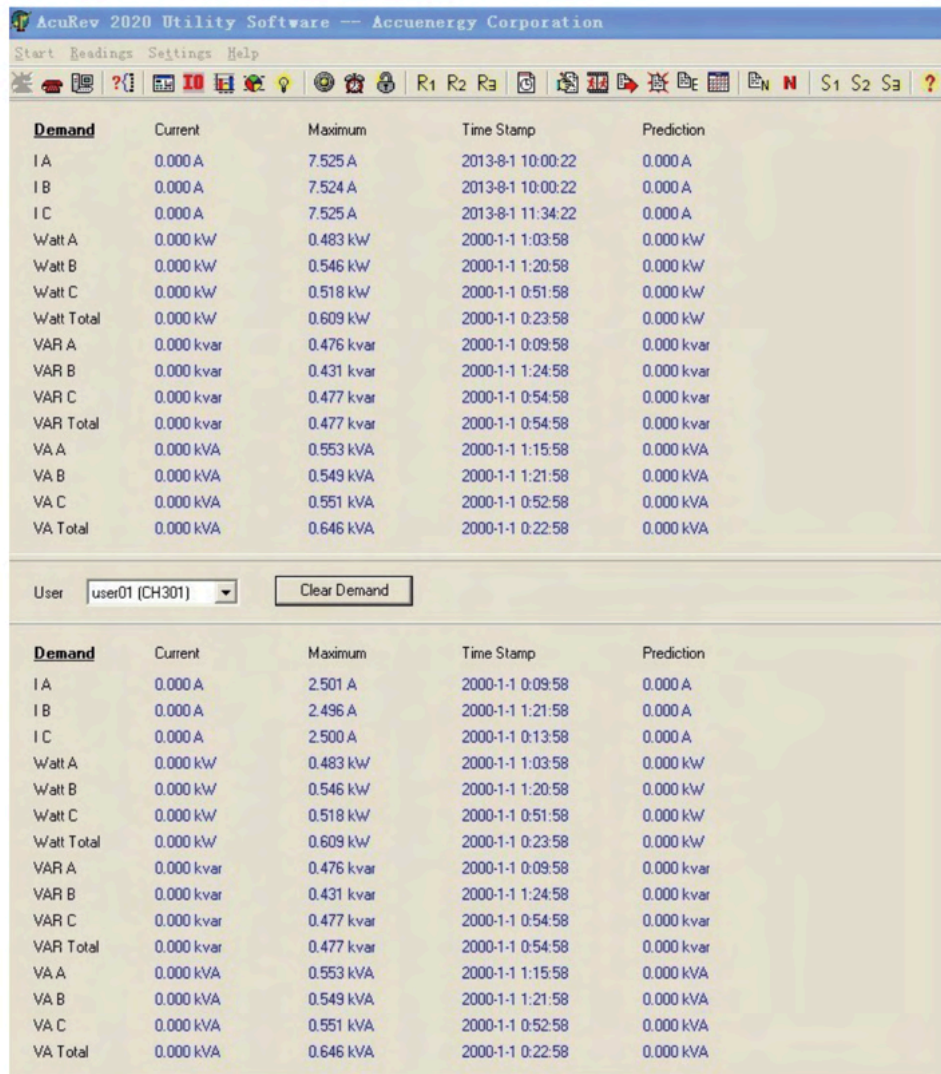 AcuRev 2020 Utility Software -- Accuenergy Corporation
Start Readings Settings Help
?{} IO R1 R2 R3 E N N S1 S2 S3 ?
Demand Current Maximum Time Stamp Prediction
I A 0.000 A 7.525 A 2013-8-1 10:00:22 0.000 A
I B 0.000 A 7.524 A 2013-8-1 10:00:22 0.000 A
I C 0.000 A 7.525 A 2013-8-1 11:34:22 0.000 A
Watt A 0.000 kW 0.483 kW 2000-1-1 1:03:58 0.000 kW
Watt B 0.000 kW 0.546 kW 2000-1-1 1:20:58 0.000 kW
Watt C 0.000 kW 0.518 kW 2000-1-1 0:51:58 0.000 kW
Watt Total 0.000 kW 0.609 kW 2000-1-1 0:23:58 0.000 kW
VAR A 0.000 kvar 0.476 kvar 2000-1-1 0:09:58 0.000 kvar
VAR B 0.000 kvar 0.431 kvar 2000-1-1 1:24:58 0.000 kvar
VAR C 0.000 kvar 0.477 kvar 2000-1-1 0:54:58 0.000 kvar
VAR Total 0.000 kvar 0.477 kvar 2000-1-1 0:54:58 0.000 kvar
VA A 0.000 kVA 0.553 kVA 2000-1-1 1:15:58 0.000 kVA
VA B 0.000 kVA 0.549 kVA 2000-1-1 1:21:58 0.000 kVA
VA C 0.000 kVA 0.551 kVA 2000-1-1 0:52:58 0.000 kVA
VA Total 0.000 kVA 0.646 kVA 2000-1-1 0:22:58 0.000 kVA
User user01 (CH301) Clear Demand
Demand Current Maximum Time Stamp Prediction
I A 0.000 A 2.501 A 2000-1-1 0:09:58 0.000 A
I B 0.000 A 2.496 A 2000-1-1 1:21:58 0.000 A
I C 0.000 A 2.500 A 2000-1-1 0:13:58 0.000 A
Watt A 0.000 kW 0.483 kW 2000-1-1 1:03:58 0.000 kW
Watt B 0.000 kW 0.546 kW 2000-1-1 1:20:58 0.000 kW
Watt C 0.000 kW 0.518 kW 2000-1-1 0:51:58 0.000 kW
Watt Total 0.000 kW 0.609 kW 2000-1-1 0:23:58 0.000 kW
VAR A 0.000 kvar 0.476 kvar 2000-1-1 0:09:58 0.000 kvar
VAR B 0.000 kvar 0.431 kvar 2000-1-1 1:24:58 0.000 kvar
VAR C 0.000 kvar 0.477 kvar 2000-1-1 0:54:58 0.000 kvar
VAR Total 0.000 kvar 0.477 kvar 2000-1-1 0:54:58 0.000 kvar
VA A 0.000 kVA 0.553 kVA 2000-1-1 1:15:58 0.000 kVA
VA B 0.000 kVA 0.549 kVA 2000-1-1 1:21:58 0.000 kVA
VA C 0.000 kVA 0.551 kVA 2000-1-1 0:52:58 0.000 kVA
VA Total 0.000 kVA 0.646 kVA 2000-1-1 0:22:58 0.000 kVA